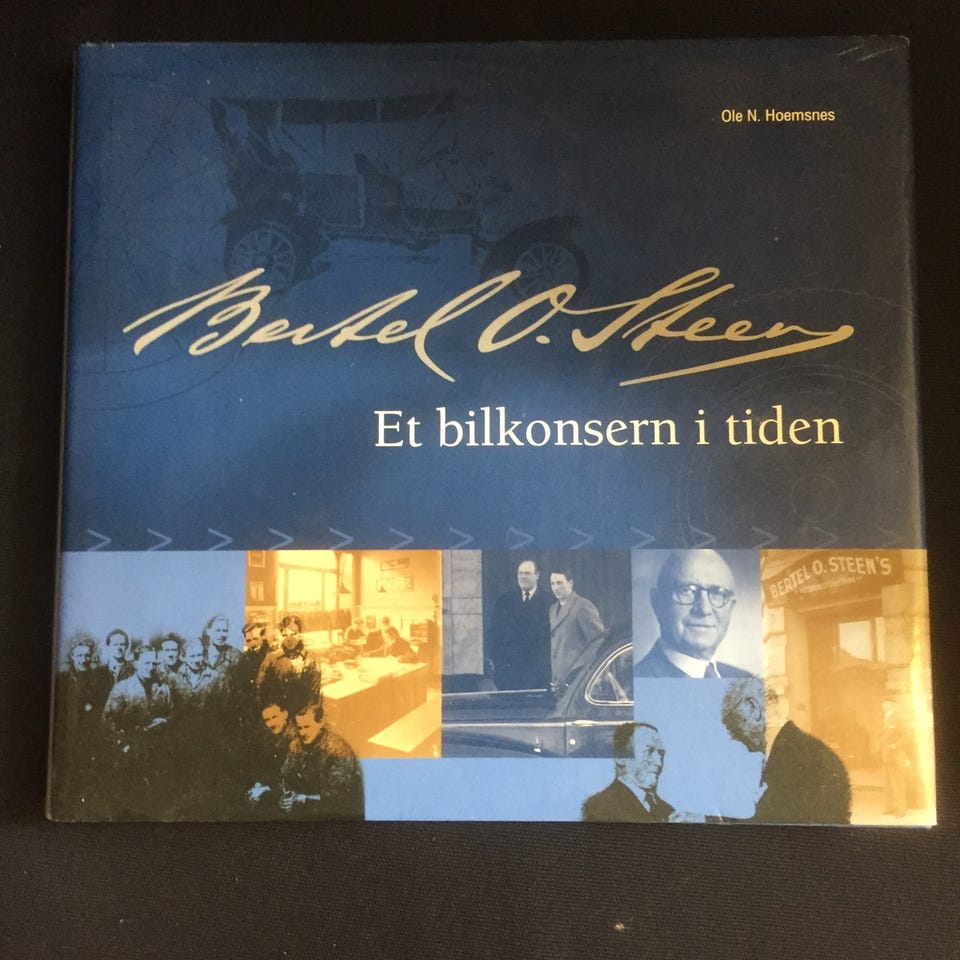 Ole N. Hoemsnes
Bertel O. Steen
Et bilkonsern i tiden
> > > > > > > > > > > > > >
BERTEL O. STEEN'S